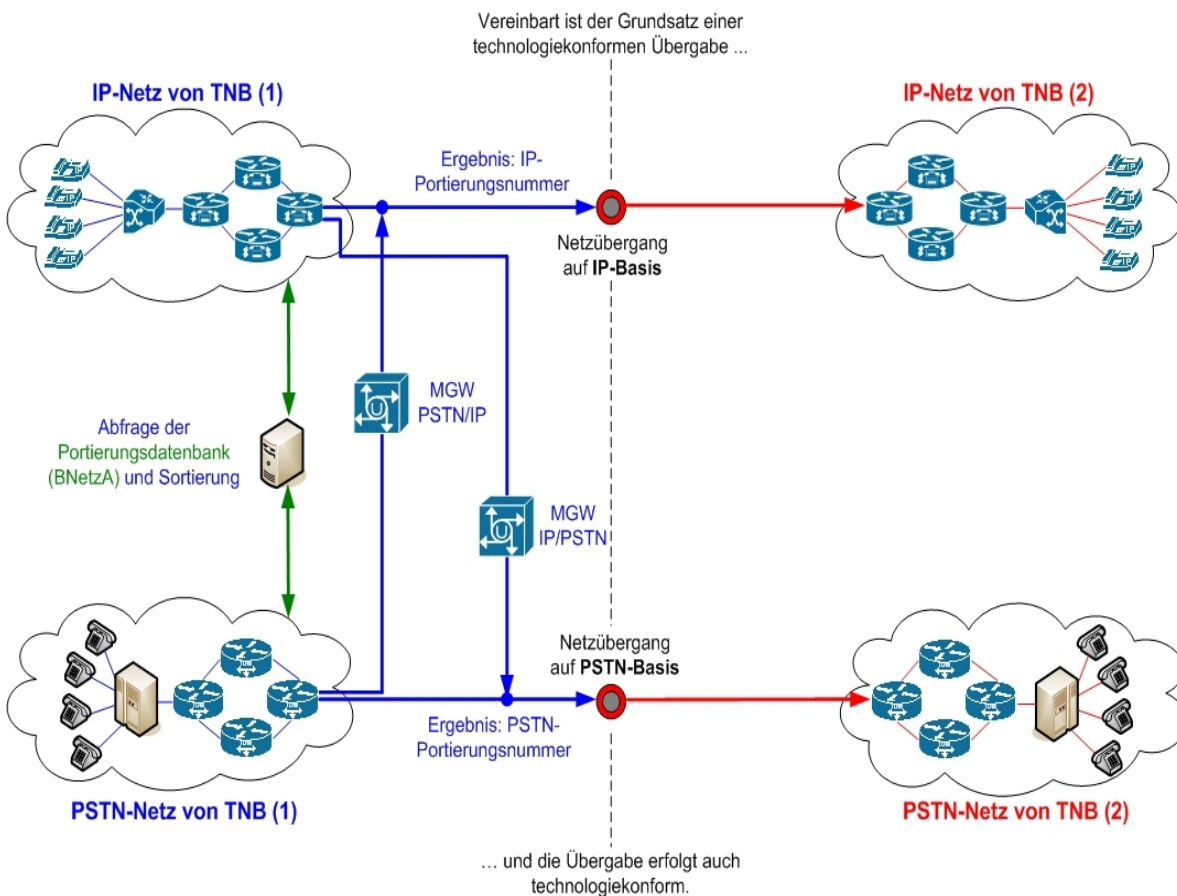 Vereinbart ist der Grundsatz einer
technologiekonformen Übergabe ...
IP-Netz von TNB (1)
IP-Netz von TNB (2)
Ergebnis: IP-
Portierungsnummer
Netzübergang
auf IP-Basis
MGW
PSTN/IP
Abfrage der
Portierungsdatenbank
(BNetzA) und Sortierung
MGW
IP/PSTN
Netzübergang
auf PSTN-Basis
Ergebnis: PSTN-
Portierungsnummer
PSTN-Netz von TNB (1)
PSTN-Netz von TNB (2)
... und die Übergabe erfolgt auch
technologiekonform.